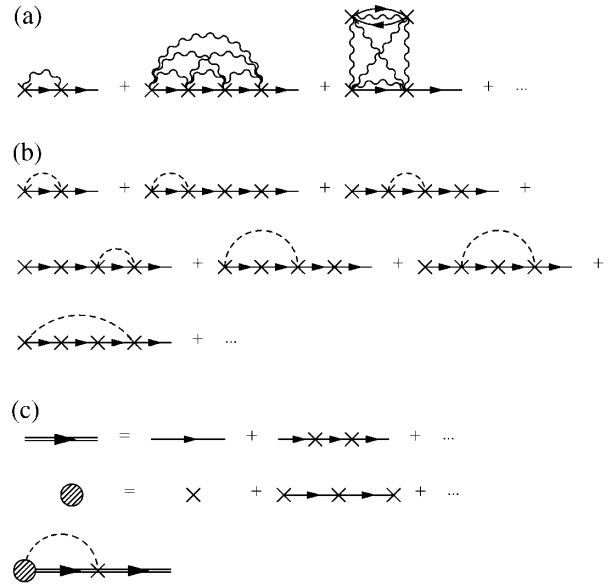 (a)
+ + + ...
(b)
+ + +
+ + +
+ ...
(c)
= + + ...
= + + ...